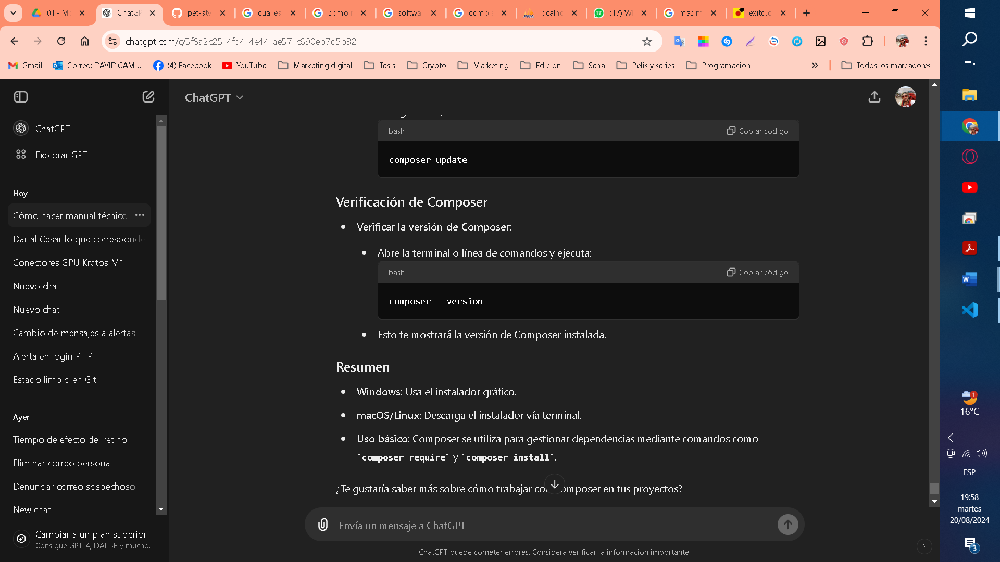 01 - M
ChatGP
pet-sty
cual es
como
softwar
como s
localho
(17) W
mac m
exito.c
chatgpt.com/c/5f8a2c25-4fb4-4e44-ae57-c690eb7d5b32
Gmail
Correo: DAVID CAM...
(4) Facebook
YouTube
Marketing digital
Tesis
Crypto
Marketing
Edicion
Sena
Pelis y series
Programacion
Todos los marcadores
ChatGPT
Explorar GPT
Hoy
Cómo hacer manual técnico
Dar al César lo que corresponde
Conectores GPU Kratos M1
Nuevo chat
Nuevo chat
Cambio de mensajes a alertas
Alerta en login PHP
Estado limpio en Git
Ayer
Tiempo de efecto del retinol
Eliminar correo personal
Denunciar correo sospechoso
New chat
Cambiar a un plan superior
Consigue GPT-4, DALL·E y mucho...
ChatGPT
bash
Copiar código
composer update
Verificación de Composer
Verificar la versión de Composer:
Abre la terminal o línea de comandos y ejecuta:
bash
Copiar código
composer --version
Esto te mostrará la versión de Composer instalada.
Resumen
Windows: Usa el instalador gráfico.
macOS/Linux: Descarga el instalador vía terminal.
Uso básico: Composer se utiliza para gestionar dependencias mediante comandos como
`composer require` y `composer install`.
¿Te gustaría saber más sobre cómo trabajar con Composer en tus proyectos?
Envía un mensaje a ChatGPT
ChatGPT puede cometer errores. Considera verificar la información importante.
?
1
16°C
ESP
19:58
martes
20/08/2024
3